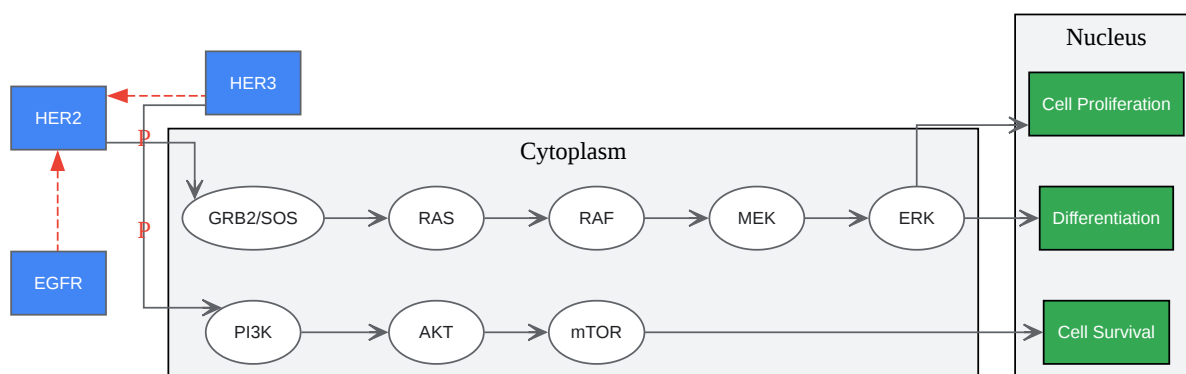 Nucleus
HER3
Cell Proliferation
HER2
P
Cytoplasm
GRB2/SOS
RAS
RAF
MEK
ERK
Differentiation
P
EGFR
PI3K
AKT
mTOR
Cell Survival